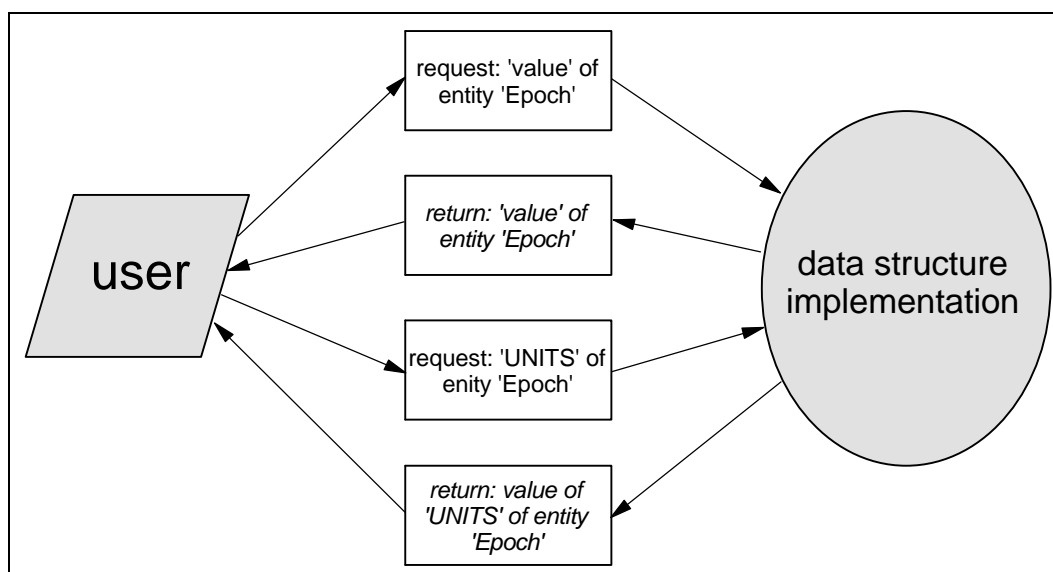 request: 'value' of
entity 'Epoch'
return: 'value' of
entity 'Epoch'
user
data structure
implementation
request: 'UNITS' of
enity 'Epoch'
return: value of
'UNITS' of entity
'Epoch'